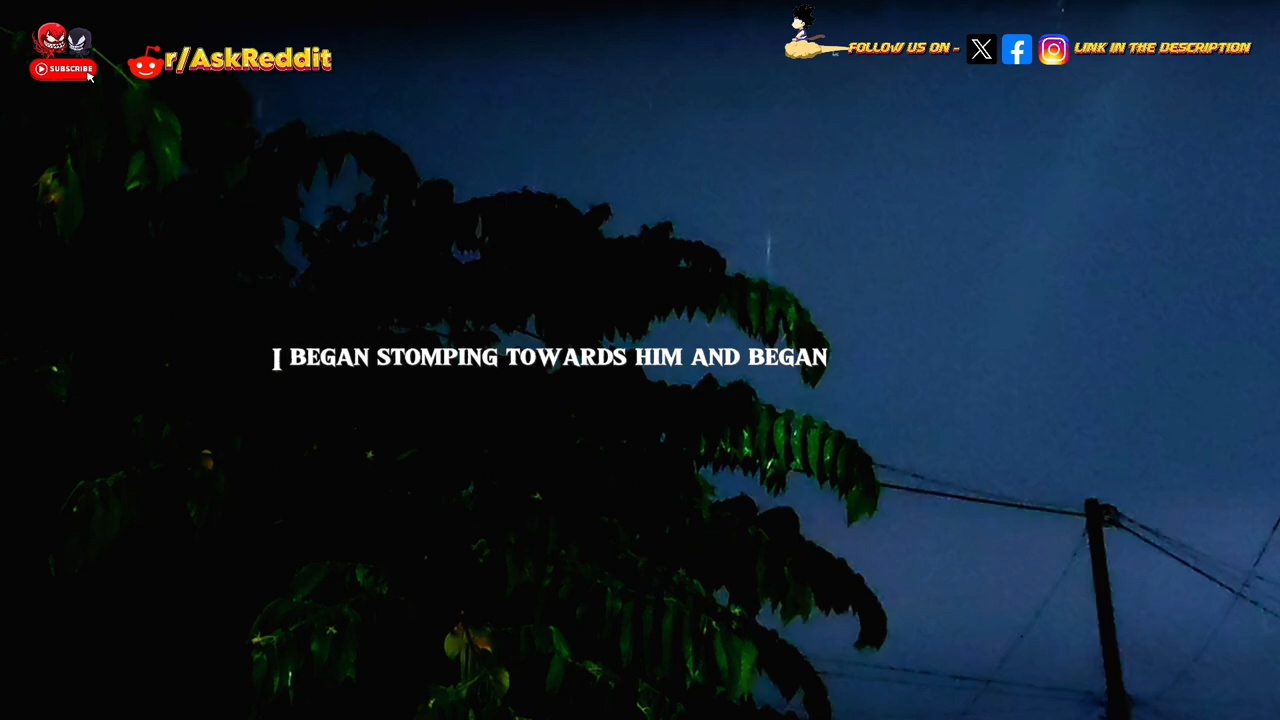 SUBSCRIBE
r/AskReddit
FOLLOW US ON -
LINK IN THE DESCRIPTION
I BEGAN STOMPING TOWARDS HIM AND BEGAN